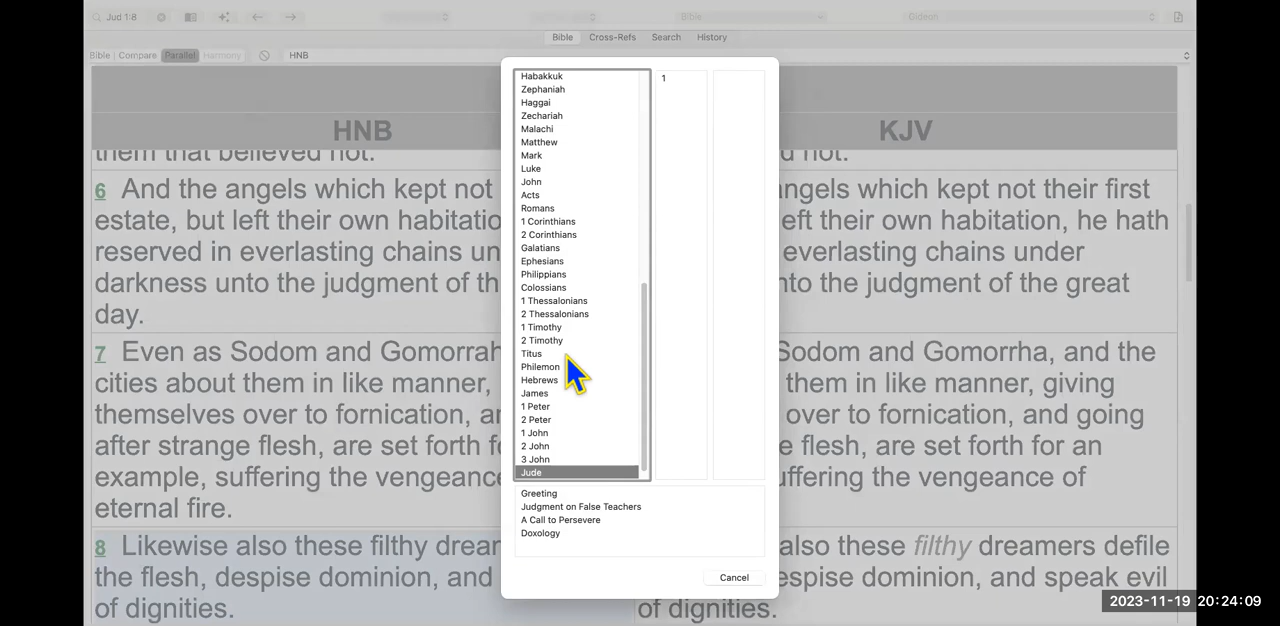 Jud 1:8
Bible
Gideon
Bible Cross-Refs Search History
Bible Compare Parallel Harmony HNB
HNB KJV
them that believed not.
d not.
6 And the angels which kept not
estate, but left their own habitatio
reserved in everlasting chains un
darkness unto the judgment of th
day.
ngels which kept not their first
eft their own habitation, he hath
everlasting chains under
nto the judgment of the great
7 Even as Sodom and Gomorrah
cities about them in like manner,
themselves over to fornication, a
after strange flesh, are set forth f
example, suffering the vengeance
eternal fire.
Sodom and Gomorrha, and the
them in like manner, giving
over to fornication, and going
e flesh, are set forth for an
uffering the vengeance of
8 Likewise also these filthy drean
the flesh, despise dominion, and
of dignities.
also these filthy dreamers defile
espise dominion, and speak evil
of dignities.
Habakkuk
Zephaniah
Haggai
Zechariah
Malachi
Matthew
Mark
Luke
John
Acts
Romans
1 Corinthians
2 Corinthians
Galatians
Ephesians
Philippians
Colossians
1 Thessalonians
2 Thessalonians
1 Timothy
2 Timothy
Titus
Philemon
Hebrews
James
1 Peter
2 Peter
1 John
2 John
3 John
Jude
1
Greeting
Judgment on False Teachers
A Call to Persevere
Doxology
Cancel
2023-11-19 20:24:09